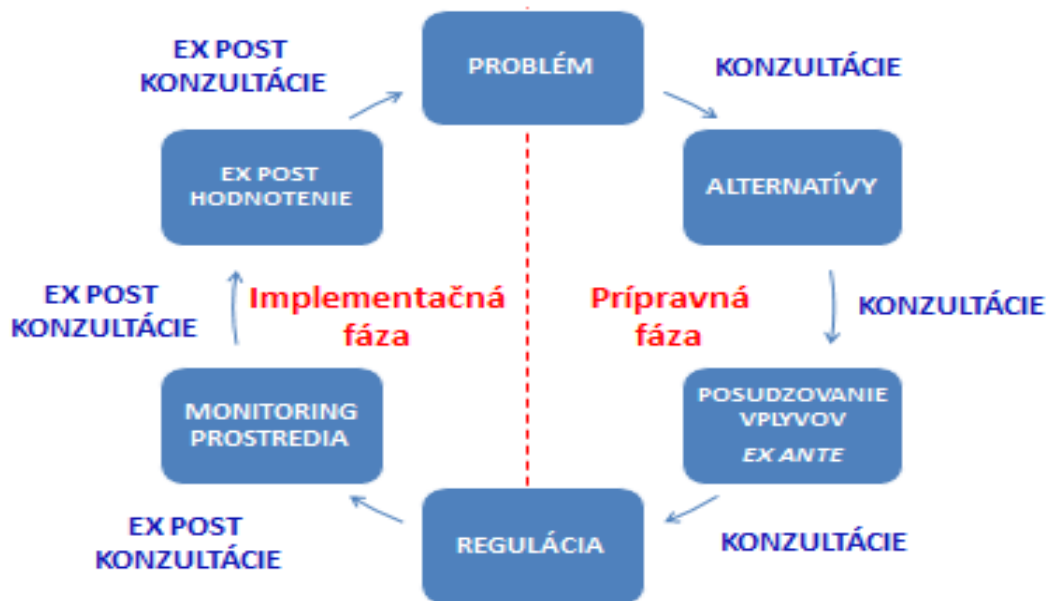 EX POST
KONZULTÁCIE
PROBLÉM
KONZULTÁCIE
EX POST
HODNOTENIE
ALTERNATÍVY
EX POST
KONZULTÁCIE
Implementačná
fáza
Prípravná
fáza
KONZULTÁCIE
MONITORING
PROSTREDIA
POSUDZOVANIE
VPLYVOV
EX ANTE
EX POST
KONZULTÁCIE
REGULÁCIA
KONZULTÁCIE